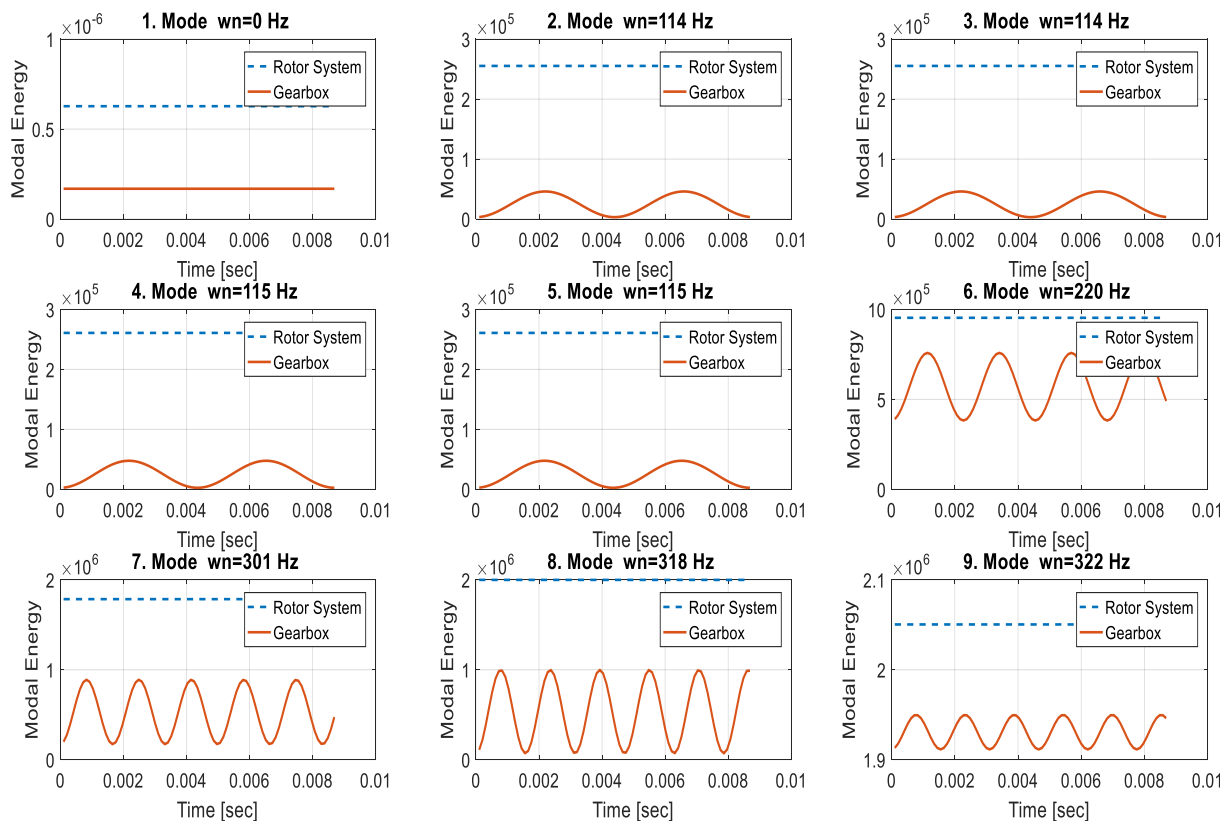 ×10^-6
1. Mode wn=0 Hz
1
0.5
0
Modal Energy
Rotor System
Gearbox
0 0.002 0.004 0.006 0.008 0.01
Time [sec]
×10^5
2. Mode wn=114 Hz
3
2
1
0
Modal Energy
Rotor System
Gearbox
0 0.002 0.004 0.006 0.008 0.01
Time [sec]
×10^5
3. Mode wn=114 Hz
3
2
1
0
Modal Energy
Rotor System
Gearbox
0 0.002 0.004 0.006 0.008 0.01
Time [sec]
×10^5
4. Mode wn=115 Hz
3
2
1
0
Modal Energy
Rotor System
Gearbox
0 0.002 0.004 0.006 0.008 0.01
Time [sec]
×10^5
5. Mode wn=115 Hz
3
2
1
0
Modal Energy
Rotor System
Gearbox
0 0.002 0.004 0.006 0.008 0.01
Time [sec]
×10^5
6. Mode wn=220 Hz
10
5
0
Modal Energy
Rotor System
Gearbox
0 0.002 0.004 0.006 0.008 0.01
Time [sec]
×10^6
7. Mode wn=301 Hz
2
1
0
Modal Energy
Rotor System
Gearbox
0 0.002 0.004 0.006 0.008 0.01
Time [sec]
×10^6
8. Mode wn=318 Hz
2
1
0
Modal Energy
Rotor System
Gearbox
0 0.002 0.004 0.006 0.008 0.01
Time [sec]
×10^6
9. Mode wn=322 Hz
2.1
2
1.9
Modal Energy
Rotor System
Gearbox
0 0.002 0.004 0.006 0.008 0.01
Time [sec]